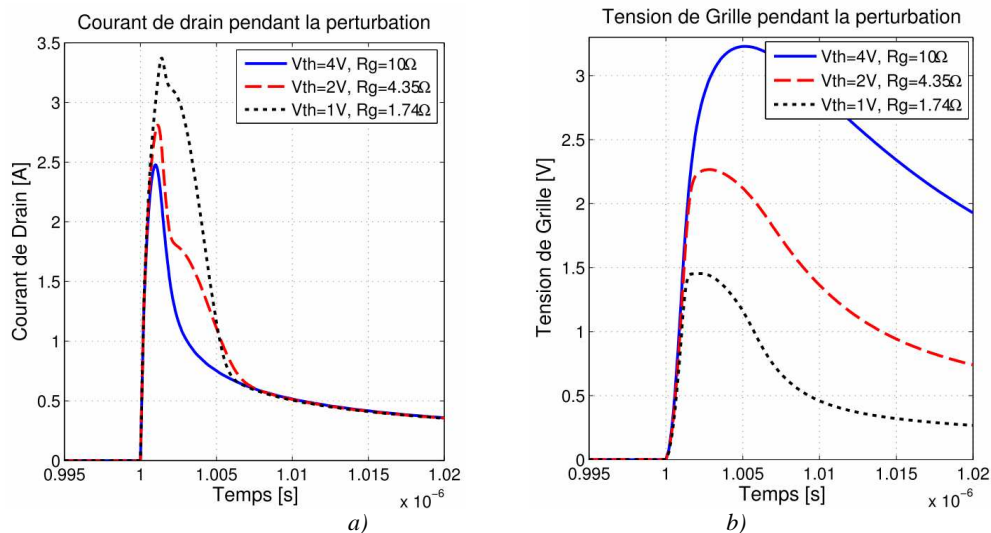 Courant de drain pendant la perturbation
3.5
3
2.5
2
1.5
1
0.5
0
Courant de Drain [A]
Vth=4V, Rg=10Ω
Vth=2V, Rg=4.35Ω
Vth=1V, Rg=1.74Ω
0.995 1 1.005 1.01 1.015 1.02
Temps [s]
x 10⁻⁶
a)
Tension de Grille pendant la perturbation
3
2.5
2
1.5
1
0.5
0
Tension de Grille [V]
Vth=4V, Rg=10Ω
Vth=2V, Rg=4.35Ω
Vth=1V, Rg=1.74Ω
0.995 1 1.005 1.01 1.015 1.02
Temps [s]
x 10⁻⁶
b)